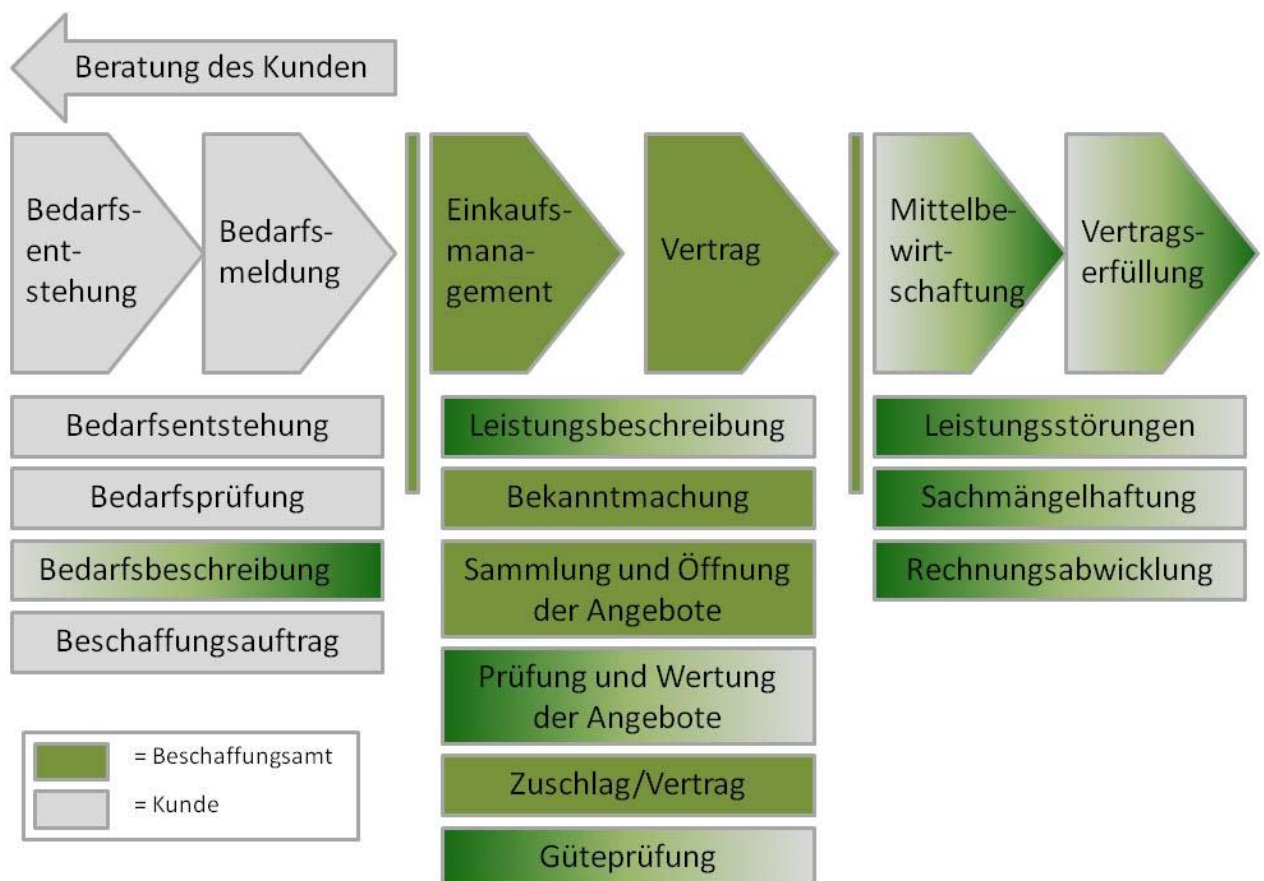 Beratung des Kunden
Bedarfs-
ent-
stehung
Bedarfs-
meldung
Einkaufs-
mana-
gement
Vertrag
Mittelbe-
wirt-
schaftung
Vertrags-
erfüllung
Bedarfsentstehung
Bedarfsprüfung
Bedarfsbeschreibung
Beschaffungsauftrag
Leistungsbeschreibung
Bekanntmachung
Sammlung und Öffnung
der Angebote
Prüfung und Wertung
der Angebote
Zuschlag/Vertrag
Güteprüfung
Leistungsstörungen
Sachmängelhaftung
Rechnungsabwicklung
= Beschaffungsamt
= Kunde